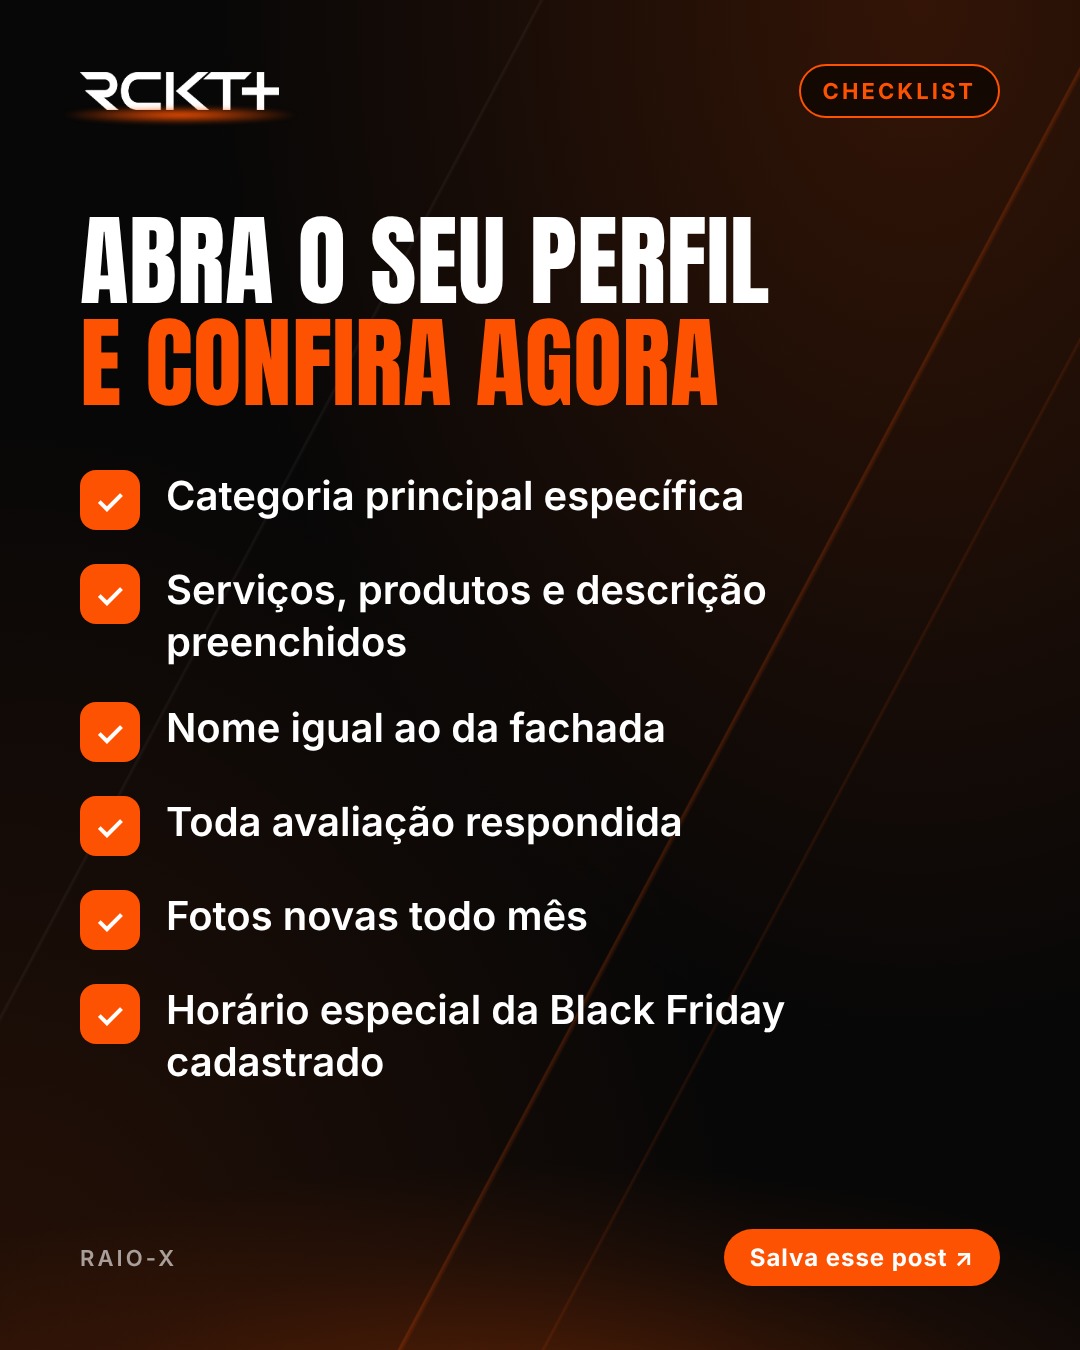 RCKT+
CHECKLIST
ABRA O SEU PERFIL
E CONFIRA AGORA
Categoria principal específica
Serviços, produtos e descrição
preenchidos
Nome igual ao da fachada
Toda avaliação respondida
Fotos novas todo mês
Horário especial da Black Friday
cadastrado
RAIO-X
Salva esse post ↗